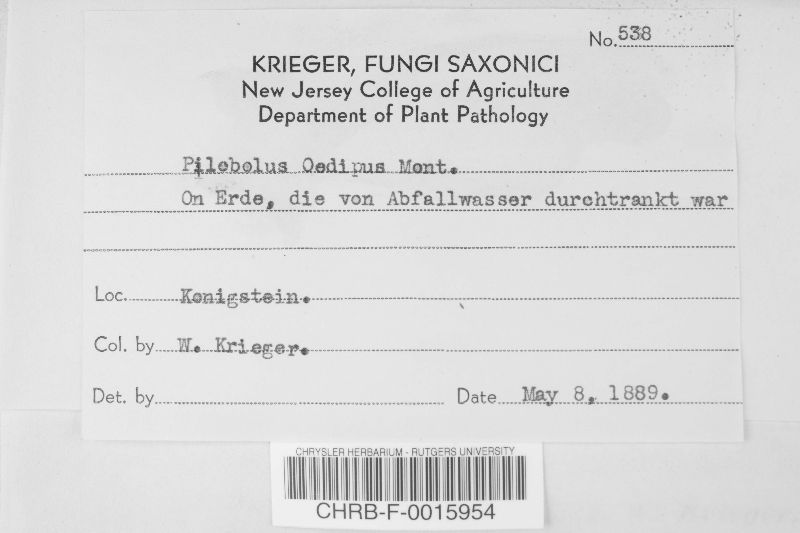 No. 538
KRIEGER, FUNGI SAXONICI
New Jersey College of Agriculture
Department of Plant Pathology
Pilobolus Oedipus Mont.
On Erde, die von Abfallwasser durchtrankt war
Loc. Konigstein.
Col. by W. Krieger.
Det. by
Date May 8, 1889.
CHRYSLER HERBARIUM - RUTGERS UNIVERSITY
CHRB-F-0015954